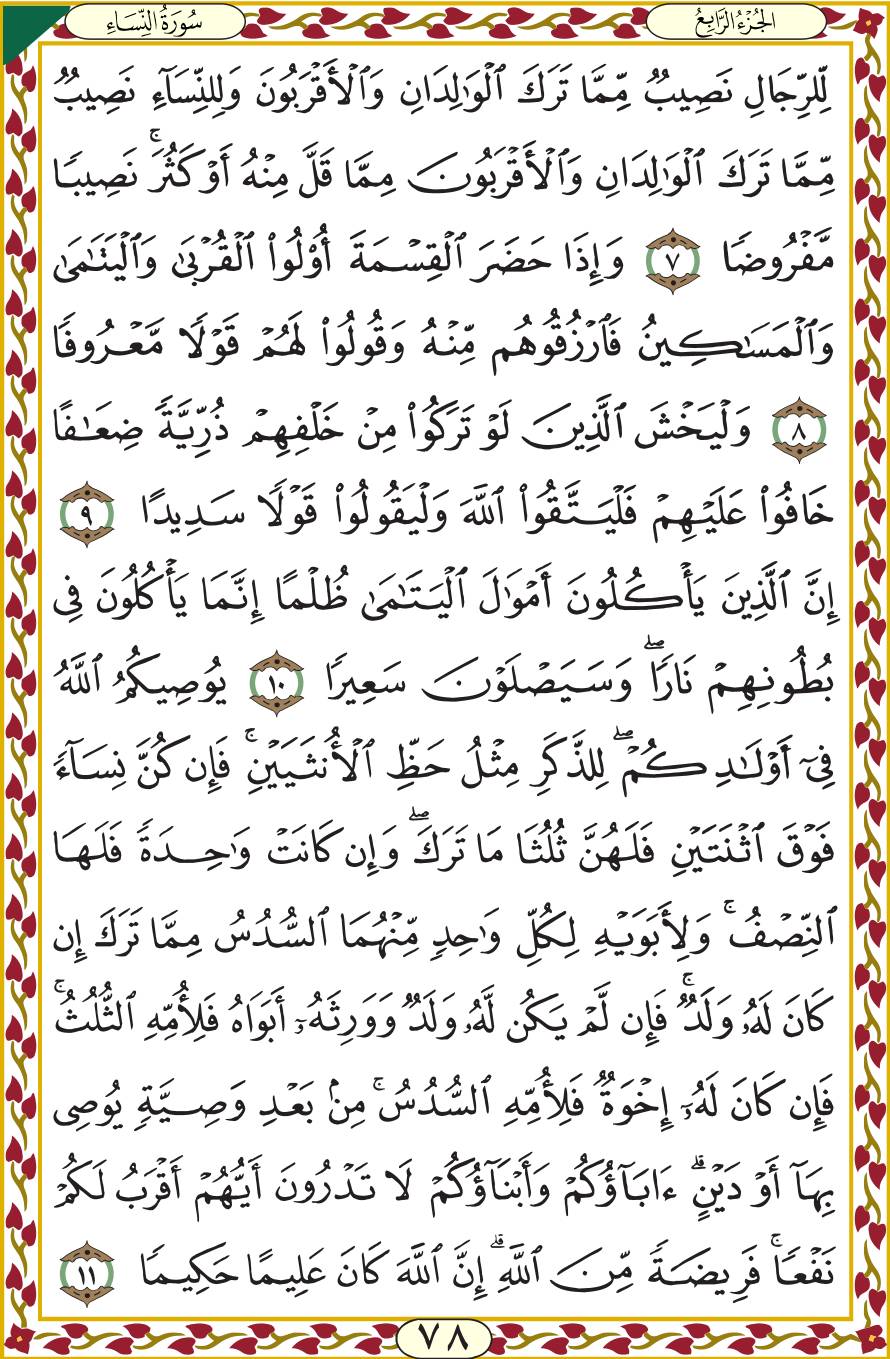 الجُزْءُ الرَّابِعُ
سُورَةُ النِّسَاءِ
لِّلرِّجَالِ نَصِيبٌ مِّمَّا تَرَكَ ٱلْوَٰلِدَانِ وَٱلْأَقْرَبُونَ وَلِلنِّسَآءِ نَصِيبٌ
مِّمَّا تَرَكَ ٱلْوَٰلِدَانِ وَٱلْأَقْرَبُونَ مِمَّا قَلَّ مِنْهُ أَوْ كَثُرَ ۚ نَصِيبًا
مَّفْرُوضًا ٧ وَإِذَا حَضَرَ ٱلْقِسْمَةَ أُو۟لُوا۟ ٱلْقُرْبَىٰ وَٱلْيَتَٰمَىٰ
وَٱلْمَسَٰكِينُ فَٱرْزُقُوهُم مِّنْهُ وَقُولُوا۟ لَهُمْ قَوْلًا مَّعْرُوفًا
٨ وَلْيَخْشَ ٱلَّذِينَ لَوْ تَرَكُوا۟ مِنْ خَلْفِهِمْ ذُرِّيَّةً ضِعَٰفًا
خَافُوا۟ عَلَيْهِمْ فَلْيَتَّقُوا۟ ٱللَّهَ وَلْيَقُولُوا۟ قَوْلًا سَدِيدًا ٩
إِنَّ ٱلَّذِينَ يَأْكُلُونَ أَمْوَٰلَ ٱلْيَتَٰمَىٰ ظُلْمًا إِنَّمَا يَأْكُلُونَ فِى
بُطُونِهِمْ نَارًا ۖ وَسَيَصْلَوْنَ سَعِيرًا ١٠ يُوصِيكُمُ ٱللَّهُ
فِىٓ أَوْلَٰدِكُمْ ۖ لِلذَّكَرِ مِثْلُ حَظِّ ٱلْأُنثَيَيْنِ ۚ فَإِن كُنَّ نِسَآءً
فَوْقَ ٱثْنَتَيْنِ فَلَهُنَّ ثُلُثَا مَا تَرَكَ ۖ وَإِن كَانَتْ وَٰحِدَةً فَلَهَا
ٱلنِّصْفُ ۚ وَلِأَبَوَيْهِ لِكُلِّ وَٰحِدٍ مِّنْهُمَا ٱلسُّدُسُ مِمَّا تَرَكَ إِن
كَانَ لَهُۥ وَلَدٌ ۚ فَإِن لَّمْ يَكُن لَّهُۥ وَلَدٌ وَوَرِثَهُۥٓ أَبَوَاهُ فَلِأُمِّهِ ٱلثُّلُثُ ۚ
فَإِن كَانَ لَهُۥٓ إِخْوَةٌ فَلِأُمِّهِ ٱلسُّدُسُ ۚ مِنۢ بَعْدِ وَصِيَّةٍ يُوصِى
بِهَآ أَوْ دَيْنٍ ۗ ءَابَآؤُكُمْ وَأَبْنَآؤُكُمْ لَا تَدْرُونَ أَيُّهُمْ أَقْرَبُ لَكُمْ
نَفْعًا ۚ فَرِيضَةً مِّنَ ٱللَّهِ ۗ إِنَّ ٱللَّهَ كَانَ عَلِيمًا حَكِيمًا ١١
٧٨